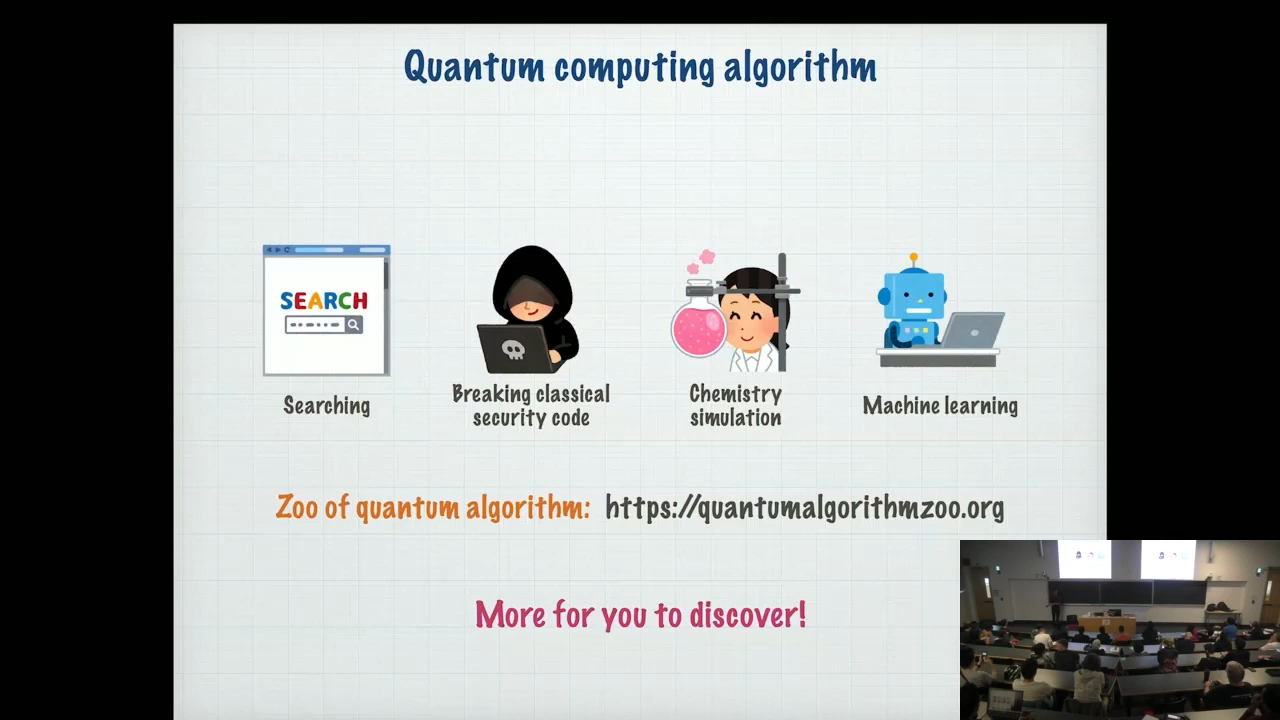 Quantum computing algorithm
SEARCH
Searching
Breaking classical
security code
Chemistry
simulation
Machine learning
Zoo of quantum algorithm: https://quantumalgorithmzoo.org
More for you to discover!